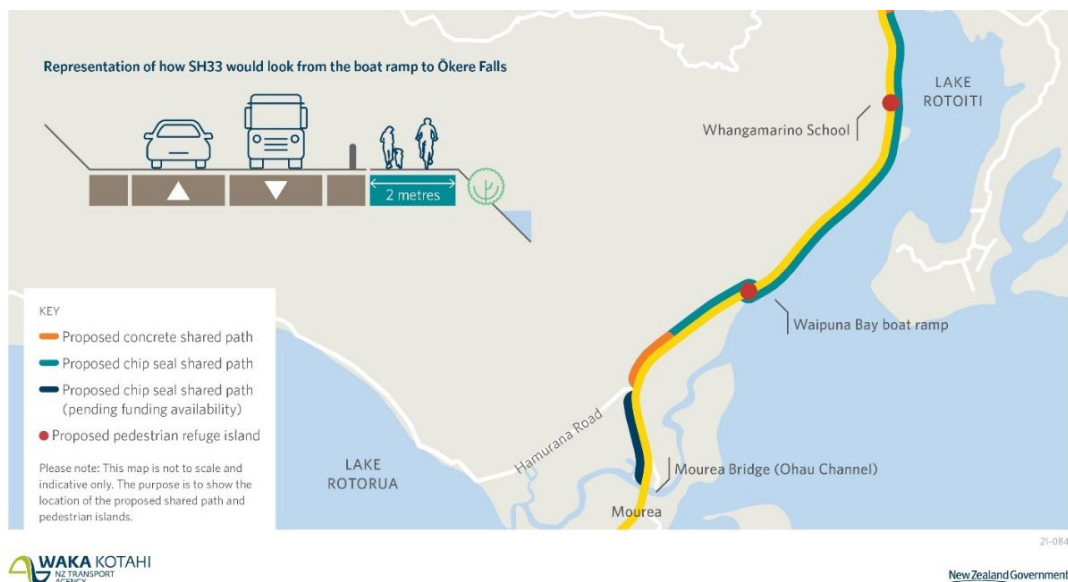 Representation of how SH33 would look from the boat ramp to Ōkere Falls
2 metres
LAKE
ROTOITI
Whangamarino School
Waipuna Bay boat ramp
Hamurana Road
Mourea Bridge (Ohau Channel)
Mourea
LAKE
ROTORUA
KEY
Proposed concrete shared path
Proposed chip seal shared path
Proposed chip seal shared path
(pending funding availability)
Proposed pedestrian refuge island
Please note: This map is not to scale and
indicative only. The purpose is to show the
location of the proposed shared path and
pedestrian islands.
21-084
WAKA KOTAHI
NZ TRANSPORT
AGENCY
New Zealand Government